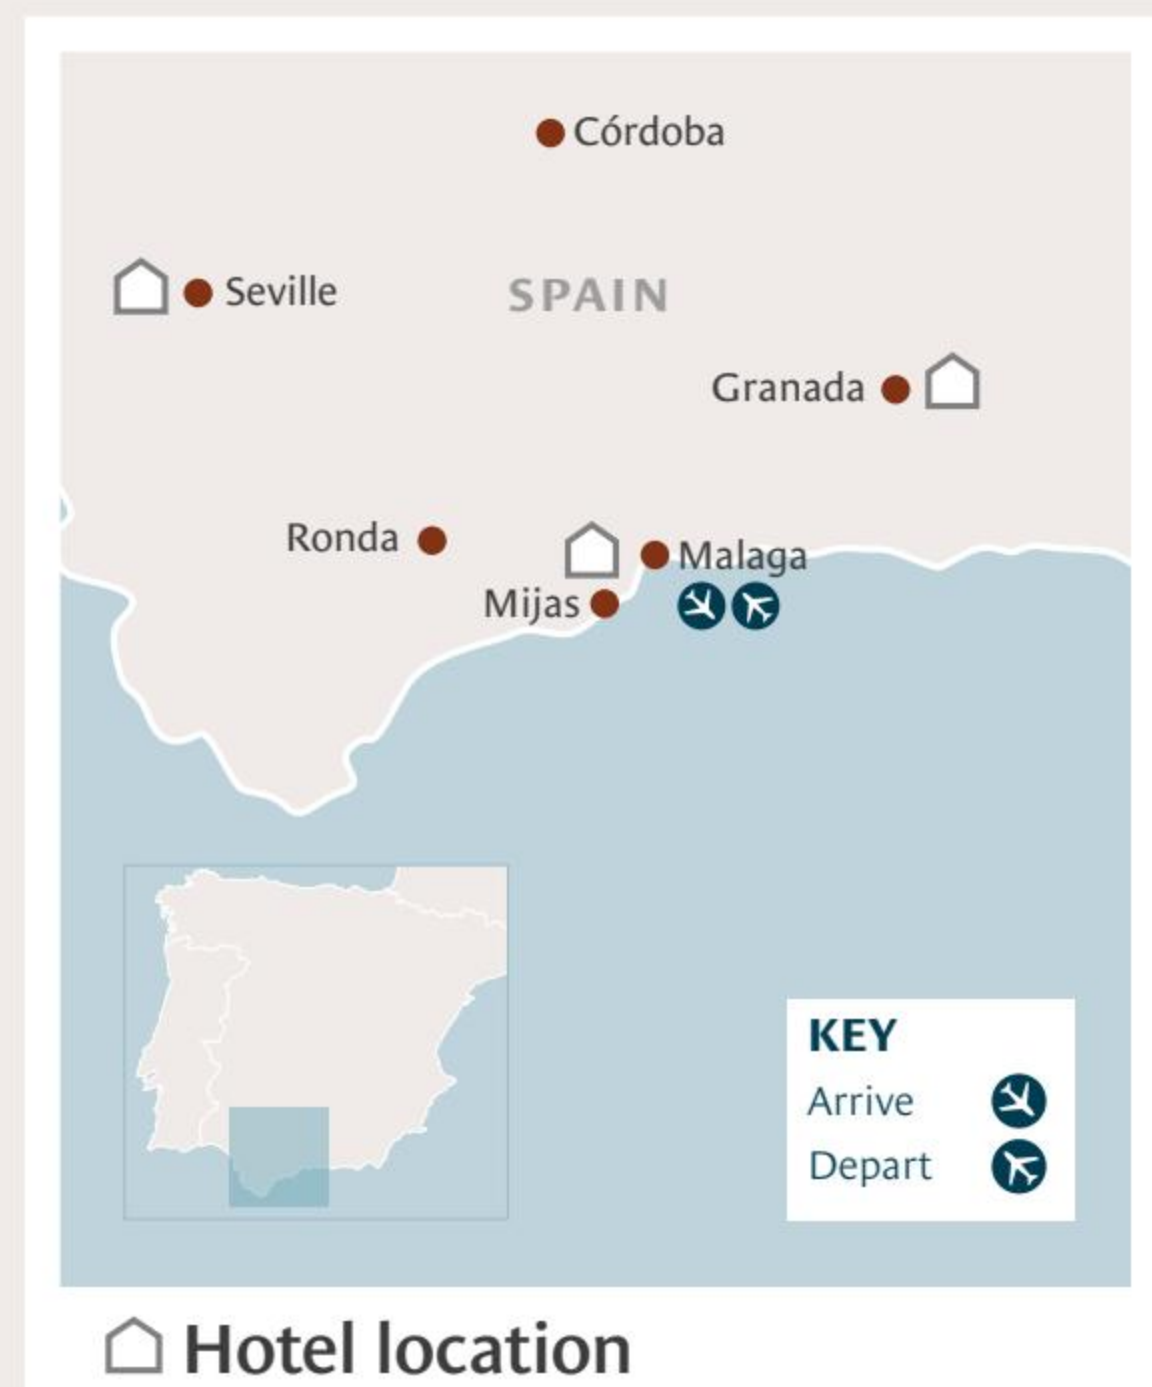 Córdoba
Seville
SPAIN
Granada
Ronda
Malaga
Mijas
KEY
Arrive
Depart
Hotel location